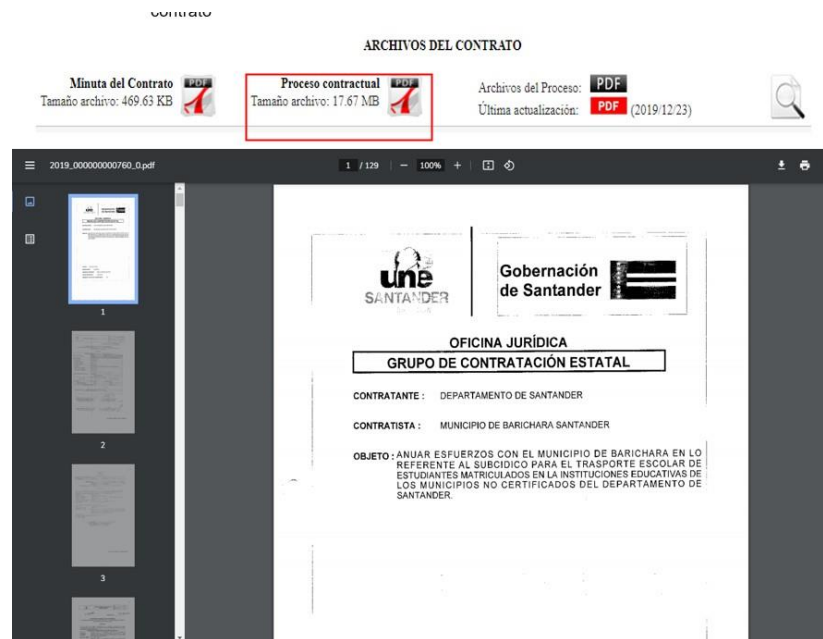 contrato
ARCHIVOS DEL CONTRATO
Minuta del Contrato
Tamaño archivo: 469.63 KB
PDF
Proceso contractual
Tamaño archivo: 17.67 MB
PDF
Archivos del Proceso: PDF
Última actualización: PDF (2019/12/23)
2019_000000000760_0.pdf
1 / 129
100%
1
2
3
une
SANTANDER
Gobernación
de Santander
OFICINA JURÍDICA
GRUPO DE CONTRATACIÓN ESTATAL
CONTRATANTE : DEPARTAMENTO DE SANTANDER
CONTRATISTA : MUNICIPIO DE BARICHARA SANTANDER
OBJETO : ANUAR ESFUERZOS CON EL MUNICIPIO DE BARICHARA EN LO
REFERENTE AL SUBCIDICO PARA EL TRASPORTE ESCOLAR DE
ESTUDIANTES MATRICULADOS EN LA INSTITUCIONES EDUCATIVAS DE
LOS MUNICIPIOS NO CERTIFICADOS DEL DEPARTAMENTO DE
SANTANDER.